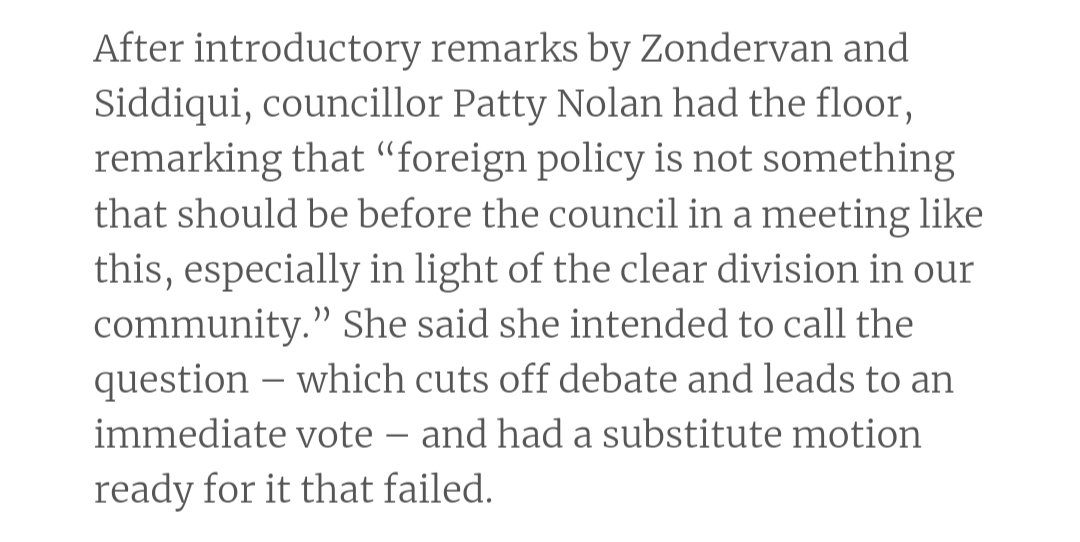 After introductory remarks by Zondervan and
Siddiqui, councillor Patty Nolan had the floor,
remarking that “foreign policy is not something
that should be before the council in a meeting like
this, especially in light of the clear division in our
community.” She said she intended to call the
question – which cuts off debate and leads to an
immediate vote – and had a substitute motion
ready for it that failed.